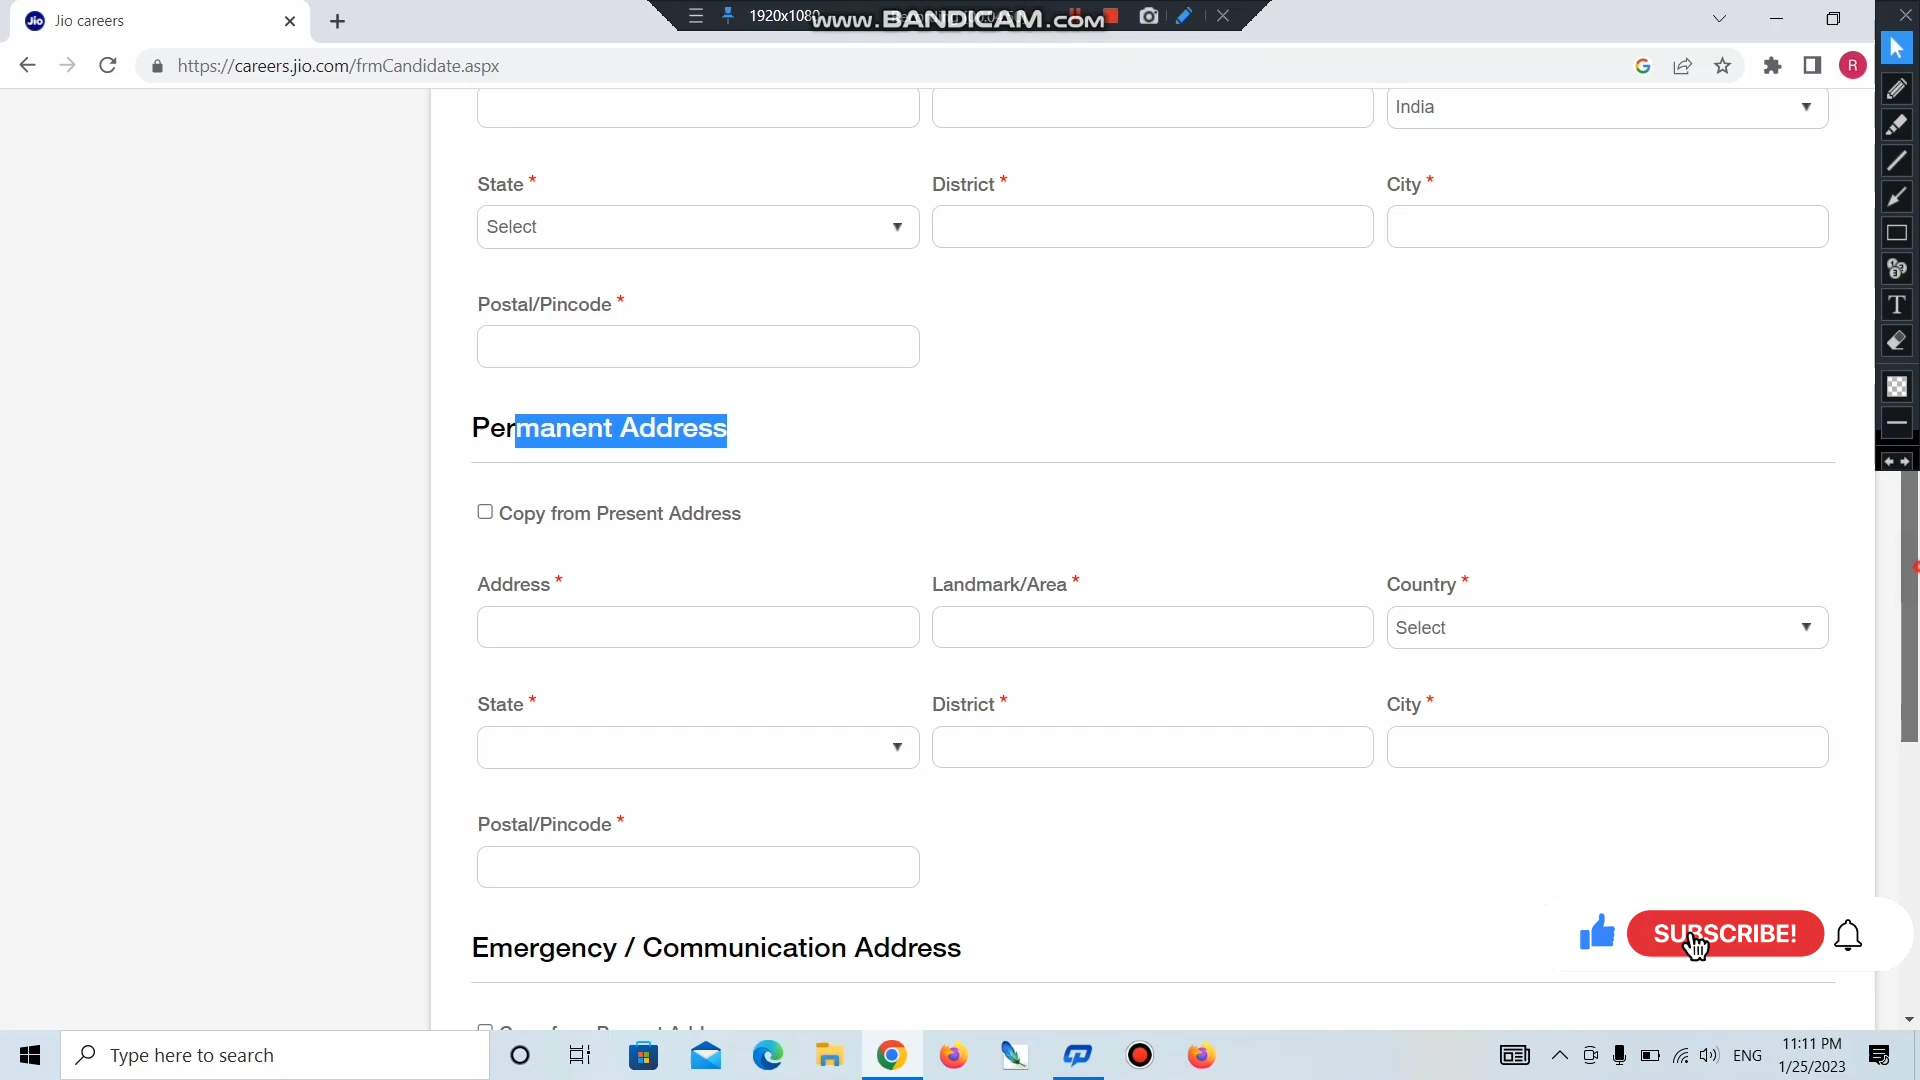 Jio careers
1920x1080
www.BANDICAM.com
https://careers.jio.com/frmCandidate.aspx
R
India
State *
District *
City *
Select
Postal/Pincode *
Permanent Address
Copy from Present Address
Address *
Landmark/Area *
Country *
Select
State *
District *
City *
Postal/Pincode *
SUBSCRIBE!
Emergency / Communication Address
Type here to search
ENG
11:11 PM
1/25/2023